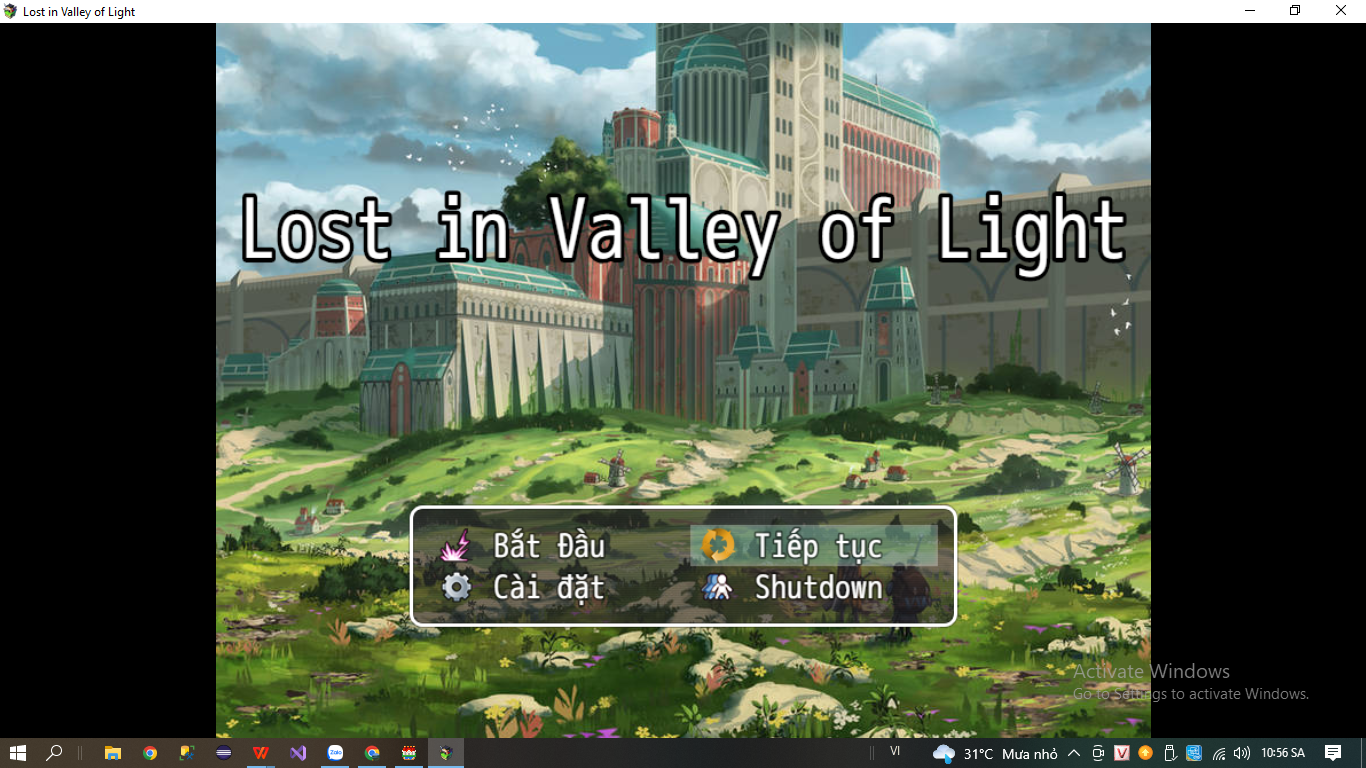 Lost in Valley of Light
Lost in Valley of Light
Bắt Đầu
Tiếp tục
Cài đặt
Shutdown
Activate Windows
Go to Settings to activate Windows.
Zalo
VI
31°C Mưa nhỏ
V
10:56 SA